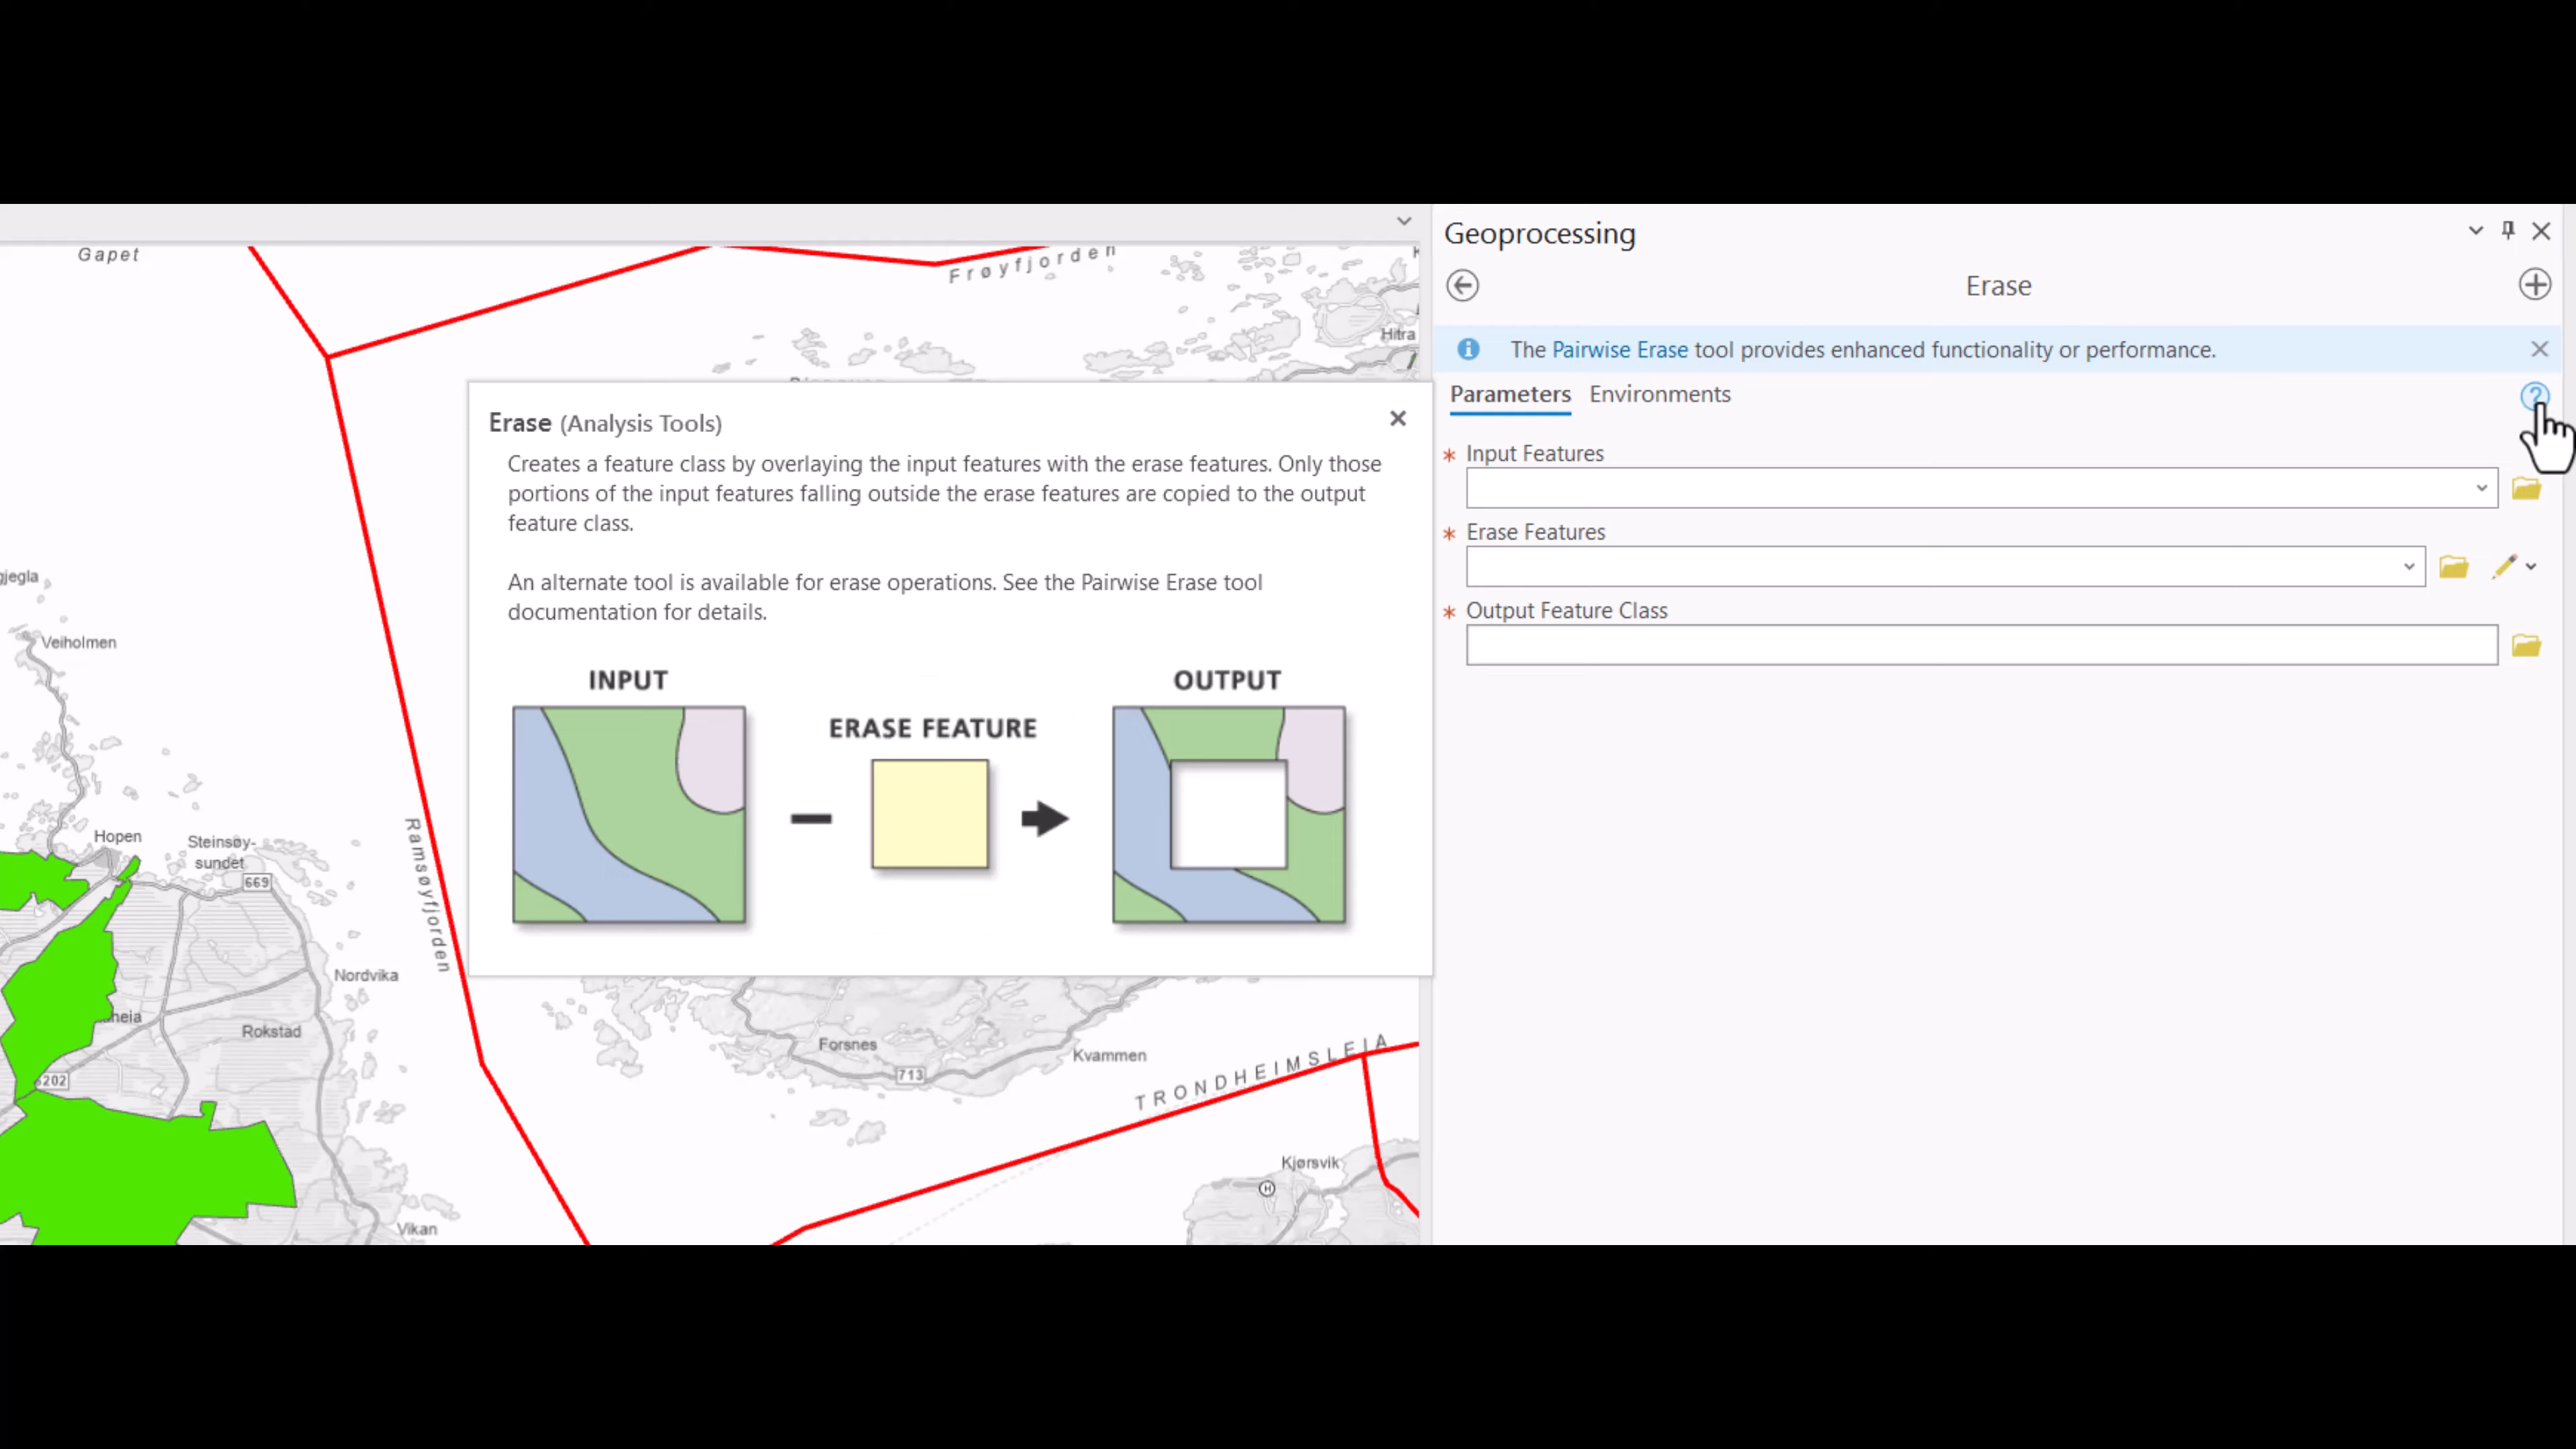 Gapet
Frøyfjorden
Hitra
Geoprocessing
Erase
The Pairwise Erase tool provides enhanced functionality or performance.
Parameters Environments
* Input Features
* Erase Features
* Output Feature Class
Erase (Analysis Tools)
Creates a feature class by overlaying the input features with the erase features. Only those
portions of the input features falling outside the erase features are copied to the output
feature class.
An alternate tool is available for erase operations. See the Pairwise Erase tool
documentation for details.
INPUT
ERASE FEATURE
OUTPUT
gjegla
Veiholmen
Hopen
Steinsøy-
sundet
669
Ramsøyfjorden
Nordvika
heia
Rokstad
6202
Vikan
Forsnes
713
Kvammen
TRONDHEIMSLEIA
Kjørsvik
H